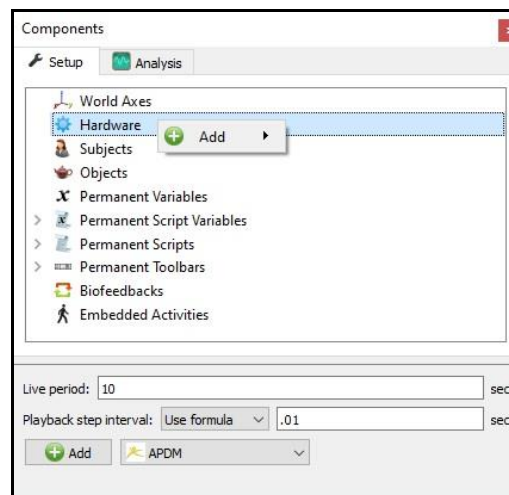 Components
Setup Analysis
World Axes
Hardware
Add
Subjects
Objects
Permanent Variables
Permanent Script Variables
Permanent Scripts
Permanent Toolbars
Biofeedbacks
Embedded Activities
Live period: 10 sec
Playback step interval: Use formula .01 sec
Add APDM